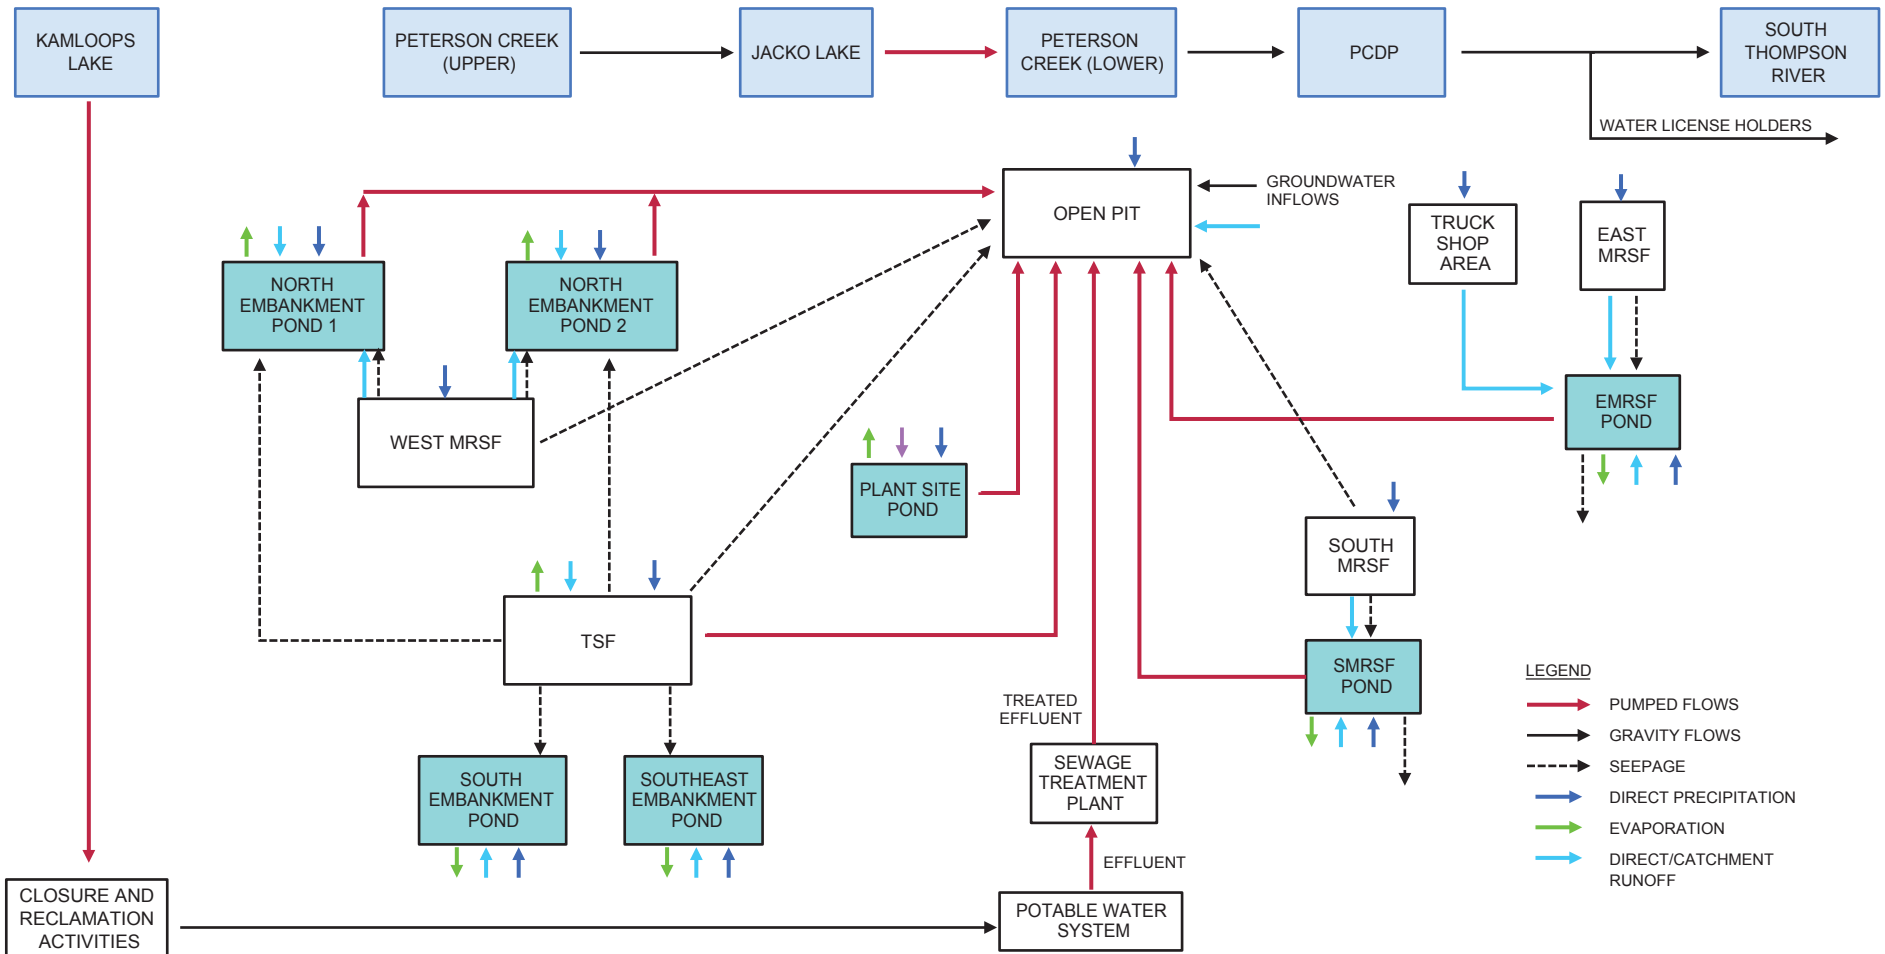 KAMLOOPS
LAKE
PETERSON CREEK
(UPPER)
JACKO LAKE
PETERSON
CREEK (LOWER)
PCDP
SOUTH
THOMPSON
RIVER
WATER LICENSE HOLDERS
OPEN PIT
GROUNDWATER
INFLOWS
TRUCK
SHOP
AREA
EAST
MRSF
NORTH
EMBANKMENT
POND 1
NORTH
EMBANKMENT
POND 2
WEST MRSF
EMRSF
POND
PLANT SITE
POND
SOUTH
MRSF
TSF
SMRSF
POND
TREATED
EFFLUENT
SOUTH
EMBANKMENT
POND
SOUTHEAST
EMBANKMENT
POND
SEWAGE
TREATMENT
PLANT
EFFLUENT
CLOSURE AND
RECLAMATION
ACTIVITIES
POTABLE WATER
SYSTEM
LEGEND
PUMPED FLOWS
GRAVITY FLOWS
SEEPAGE
DIRECT PRECIPITATION
EVAPORATION
DIRECT/CATCHMENT
RUNOFF